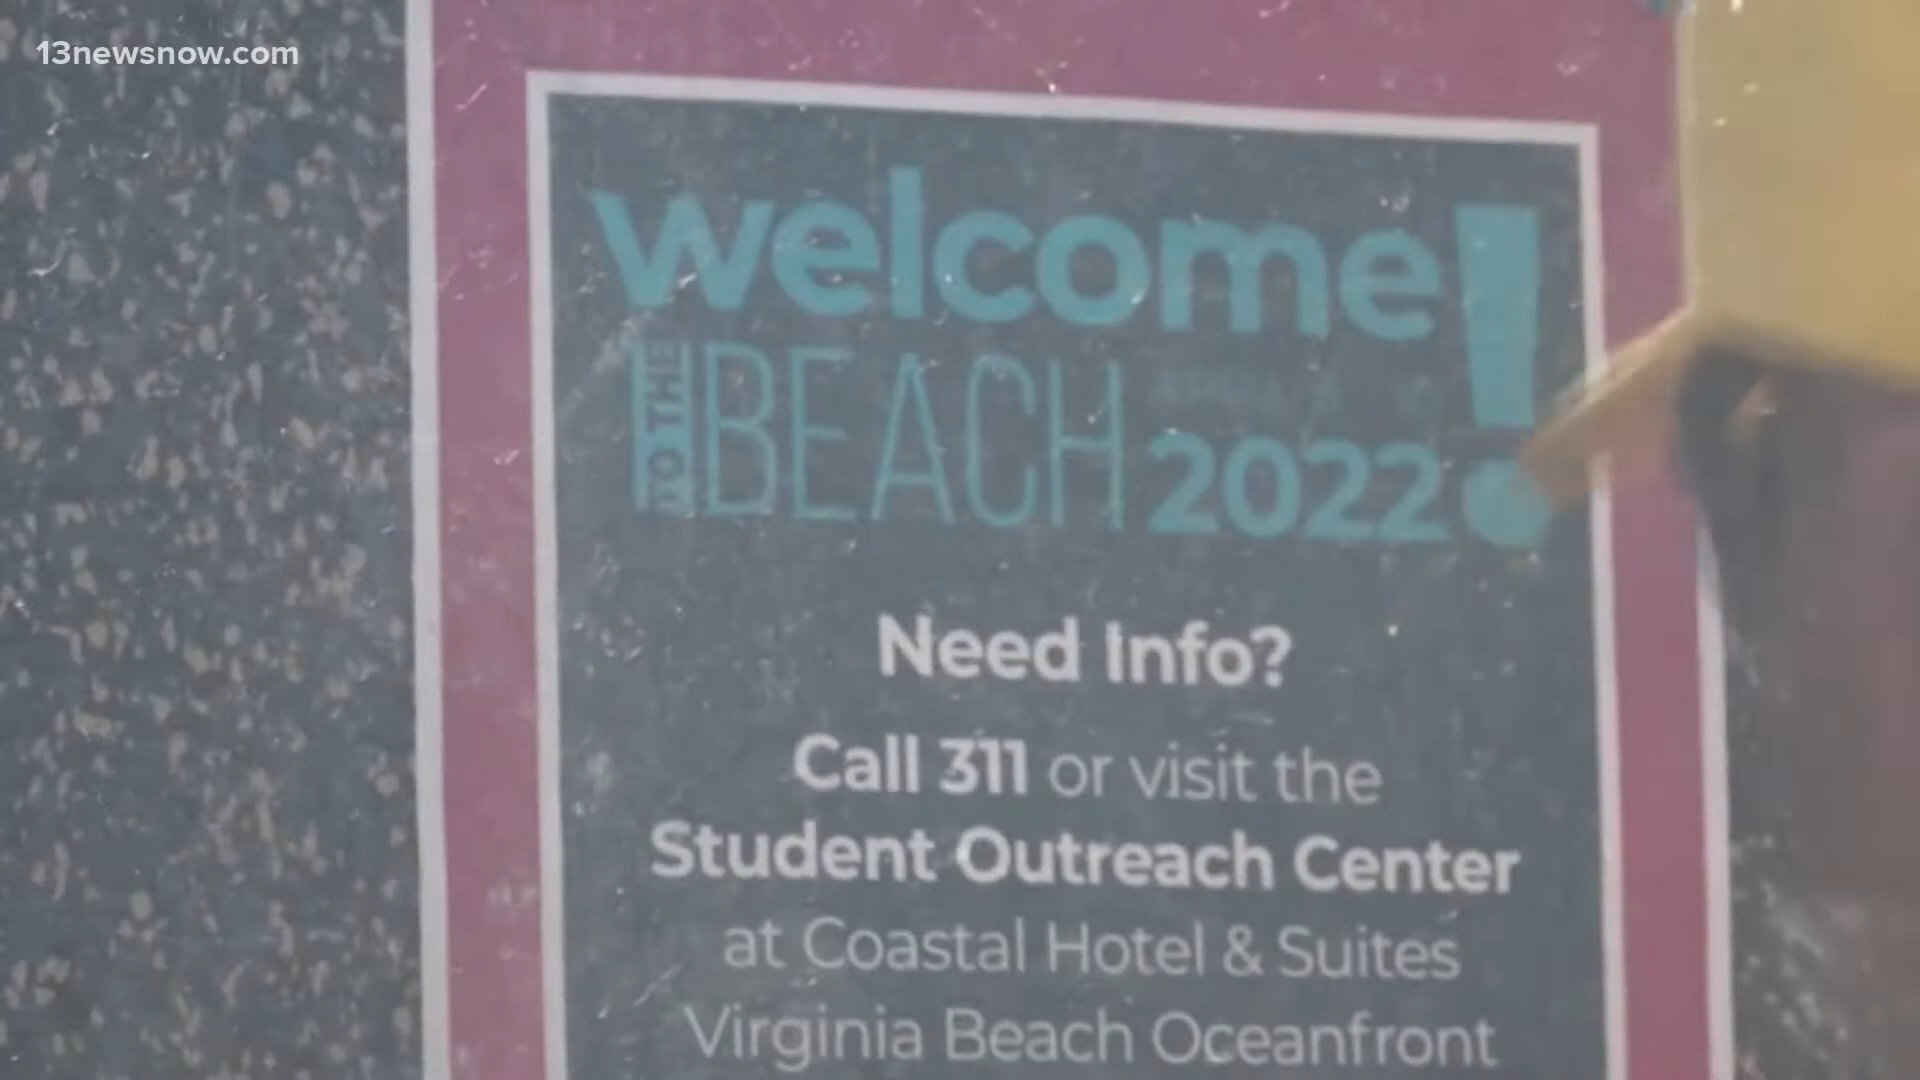 13newsnow.com
welcome!
TO THE BEACH 2022
Need Info?
Call 311 or visit the
Student Outreach Center
at Coastal Hotel & Suites
Virginia Beach Oceanfront